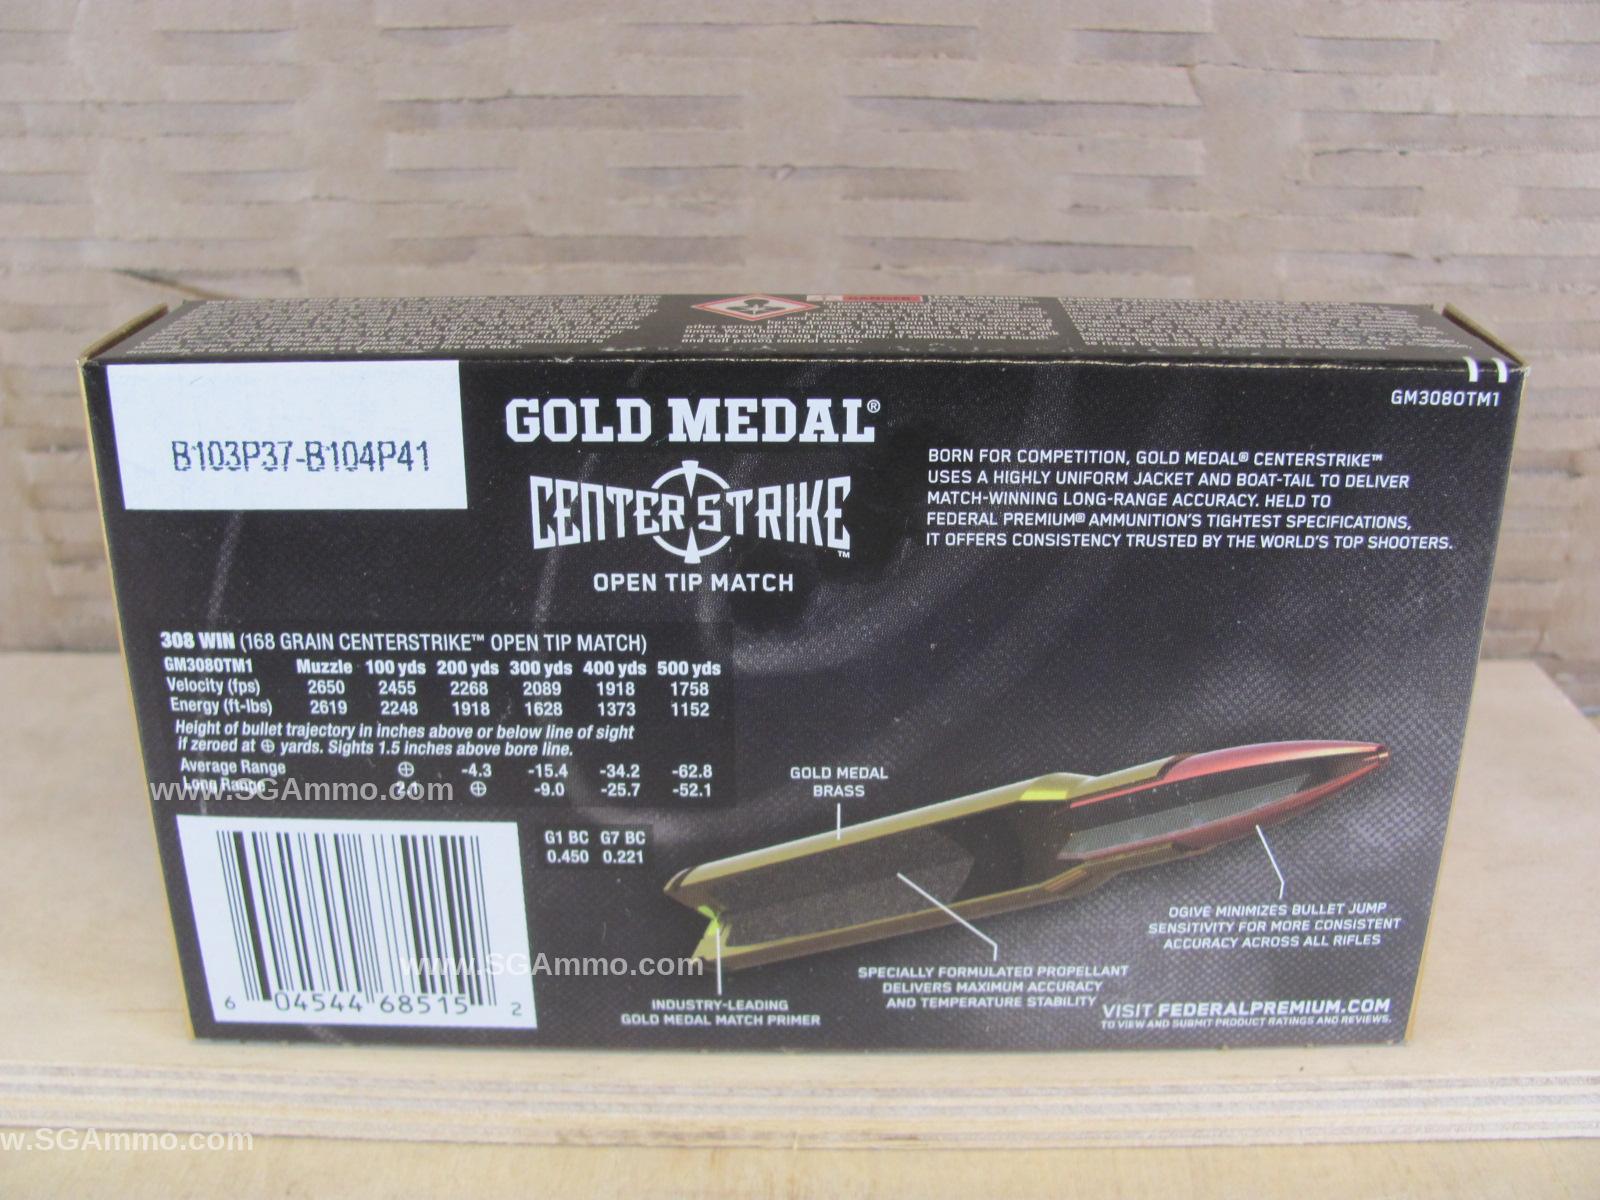 DANGER
and call poison control center.
GM308OTM1
B103P37-B104P41
GOLD MEDAL®
CENTERSTRIKE™
OPEN TIP MATCH
BORN FOR COMPETITION, GOLD MEDAL® CENTERSTRIKE™
USES A HIGHLY UNIFORM JACKET AND BOAT-TAIL TO DELIVER
MATCH-WINNING LONG-RANGE ACCURACY. HELD TO
FEDERAL PREMIUM® AMMUNITION'S TIGHTEST SPECIFICATIONS,
IT OFFERS CONSISTENCY TRUSTED BY THE WORLD'S TOP SHOOTERS.
308 WIN (168 GRAIN CENTERSTRIKE™ OPEN TIP MATCH)
GM308OTM1 Muzzle 100 yds 200 yds 300 yds 400 yds 500 yds
Velocity (fps) 2650 2455 2268 2089 1918 1758
Energy (ft-lbs) 2619 2248 1918 1628 1373 1152
Height of bullet trajectory in inches above or below line of sight
if zeroed at ⊕ yards. Sights 1.5 inches above bore line.
Average Range ⊕ -4.3 -15.4 -34.2 -62.8
Long Range 2.1 ⊕ -9.0 -25.7 -52.1
www.SGAmmo.com
G1 BC G7 BC
0.450 0.221
GOLD MEDAL
BRASS
OGIVE MINIMIZES BULLET JUMP
SENSITIVITY FOR MORE CONSISTENT
ACCURACY ACROSS ALL RIFLES
SPECIALLY FORMULATED PROPELLANT
DELIVERS MAXIMUM ACCURACY
AND TEMPERATURE STABILITY
www.SGAmmo.com
INDUSTRY-LEADING
GOLD MEDAL MATCH PRIMER
6 04544 68515 2
VISIT FEDERALPREMIUM.COM
TO VIEW AND SUBMIT PRODUCT RATINGS AND REVIEWS.
w.SGAmmo.com